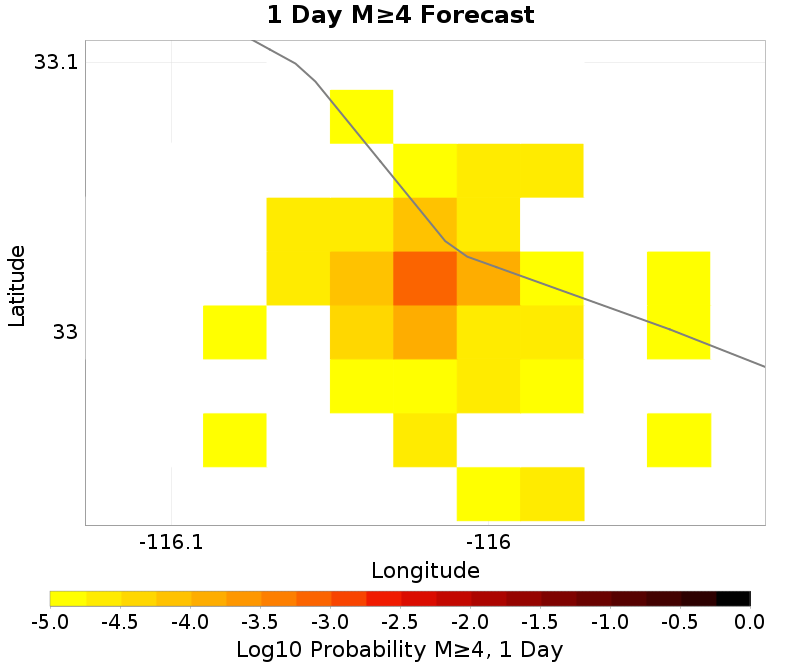 1 Day M≥4 Forecast
33.1
33
Latitude
-116.1 -116
Longitude
-5.0 -4.5 -4.0 -3.5 -3.0 -2.5 -2.0 -1.5 -1.0 -0.5 0.0
Log10 Probability M≥4, 1 Day